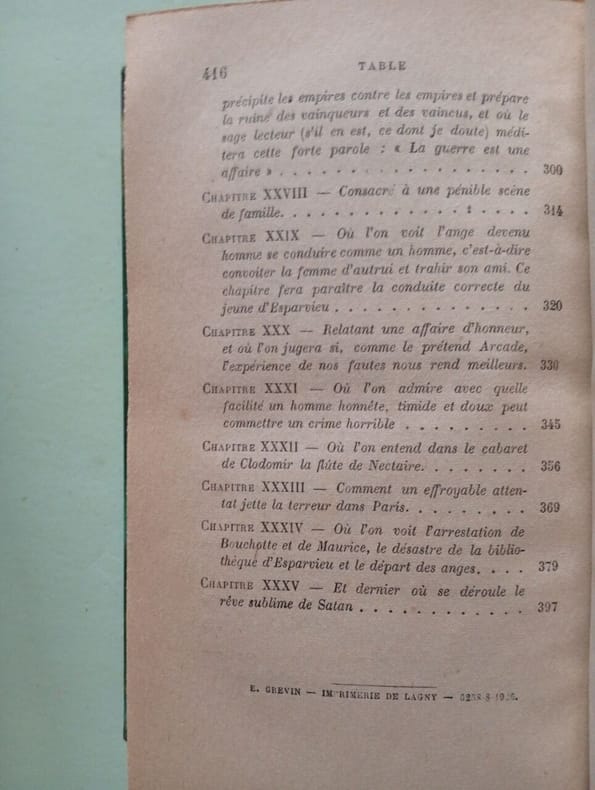 416 TABLE
précipite les empires contre les empires et prépare
la ruine des vainqueurs et des vaincus, et où le
sage lecteur (s'il en est, ce dont je doute) médi-
tera cette forte parole : « La guerre est une
affaire » . . . . . . . . . . . . . . . . 300
CHAPITRE XXVIII — Consacré à une pénible scène
de famille. . . . . . . . . . . . . . . . 314
CHAPITRE XXIX — Où l'on voit l'ange devenu
homme se conduire comme un homme, c'est-à-dire
convoiter la femme d'autrui et trahir son ami. Ce
chapitre fera paraître la conduite correcte du
jeune d'Esparvieu . . . . . . . . . . . . 320
CHAPITRE XXX — Relatant une affaire d'honneur,
et où l'on jugera si, comme le prétend Arcade,
l'expérience de nos fautes nous rend meilleurs. 330
CHAPITRE XXXI — Où l'on admire avec quelle
facilité un homme honnête, timide et doux peut
commettre un crime horrible . . . . . . . . . 345
CHAPITRE XXXII — Où l'on entend dans le cabaret
de Clodomir la flûte de Nectaire. . . . . . . . 356
CHAPITRE XXXIII — Comment un effroyable atten-
tat jette la terreur dans Paris. . . . . . . . . 369
CHAPITRE XXXIV — Où l'on voit l'arrestation de
Bouchotte et de Maurice, le désastre de la biblio-
thèque d'Esparvieu et le départ des anges. . . . 379
CHAPITRE XXXV — Et dernier où se déroule le
rêve sublime de Satan . . . . . . . . . . . 397
E. GREVIN — IMPRIMERIE DE LAGNY —